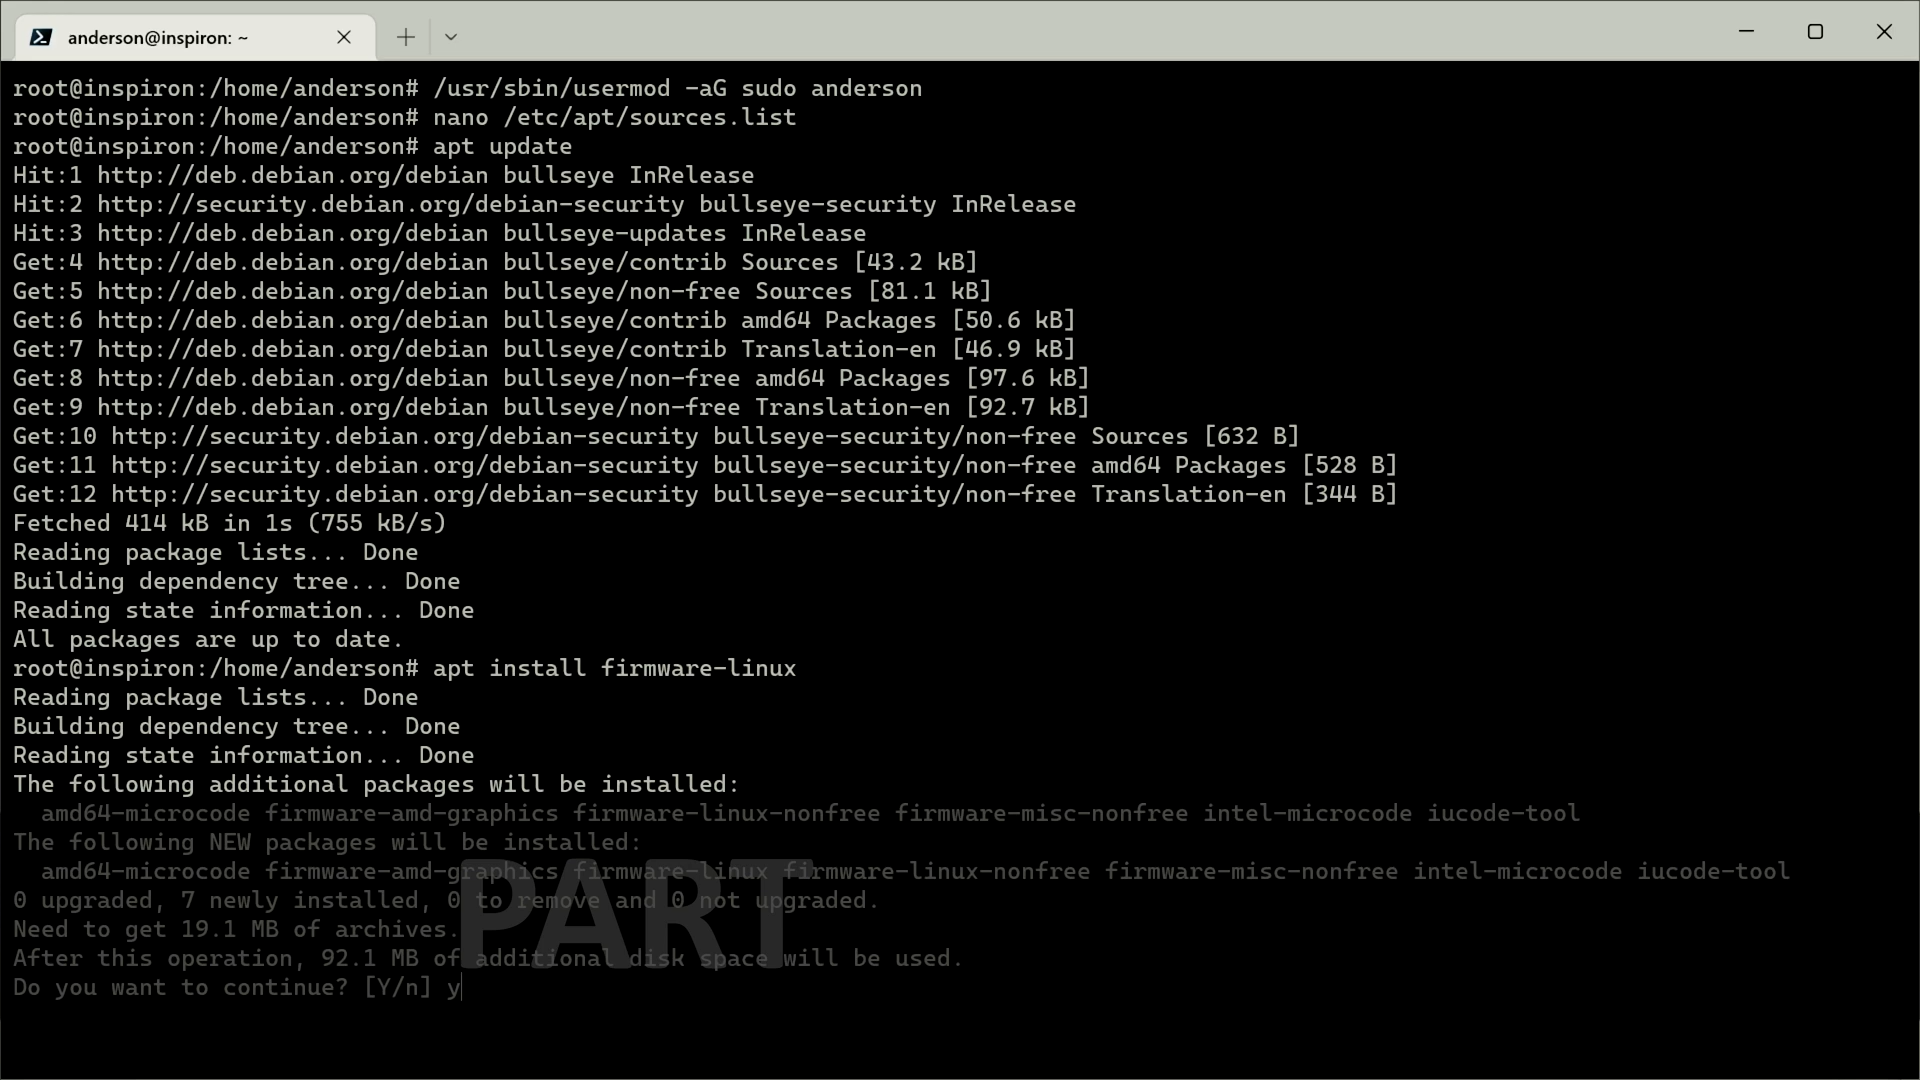 anderson@inspiron: ~
root@inspiron:/home/anderson# /usr/sbin/usermod -aG sudo anderson
root@inspiron:/home/anderson# nano /etc/apt/sources.list
root@inspiron:/home/anderson# apt update
Hit:1 http://deb.debian.org/debian bullseye InRelease
Hit:2 http://security.debian.org/debian-security bullseye-security InRelease
Hit:3 http://deb.debian.org/debian bullseye-updates InRelease
Get:4 http://deb.debian.org/debian bullseye/contrib Sources [43.2 kB]
Get:5 http://deb.debian.org/debian bullseye/non-free Sources [81.1 kB]
Get:6 http://deb.debian.org/debian bullseye/contrib amd64 Packages [50.6 kB]
Get:7 http://deb.debian.org/debian bullseye/contrib Translation-en [46.9 kB]
Get:8 http://deb.debian.org/debian bullseye/non-free amd64 Packages [97.6 kB]
Get:9 http://deb.debian.org/debian bullseye/non-free Translation-en [92.7 kB]
Get:10 http://security.debian.org/debian-security bullseye-security/non-free Sources [632 B]
Get:11 http://security.debian.org/debian-security bullseye-security/non-free amd64 Packages [528 B]
Get:12 http://security.debian.org/debian-security bullseye-security/non-free Translation-en [344 B]
Fetched 414 kB in 1s (755 kB/s)
Reading package lists... Done
Building dependency tree... Done
Reading state information... Done
All packages are up to date.
root@inspiron:/home/anderson# apt install firmware-linux
Reading package lists... Done
Building dependency tree... Done
Reading state information... Done
The following additional packages will be installed:
  amd64-microcode firmware-amd-graphics firmware-linux-nonfree firmware-misc-nonfree intel-microcode iucode-tool
The following NEW packages will be installed:
  amd64-microcode firmware-amd-graphics firmware-linux firmware-linux-nonfree firmware-misc-nonfree intel-microcode iucode-tool
0 upgraded, 7 newly installed, 0 to remove and 0 not upgraded.
Need to get 19.1 MB of archives.
After this operation, 92.1 MB of additional disk space will be used.
Do you want to continue? [Y/n] y
PART